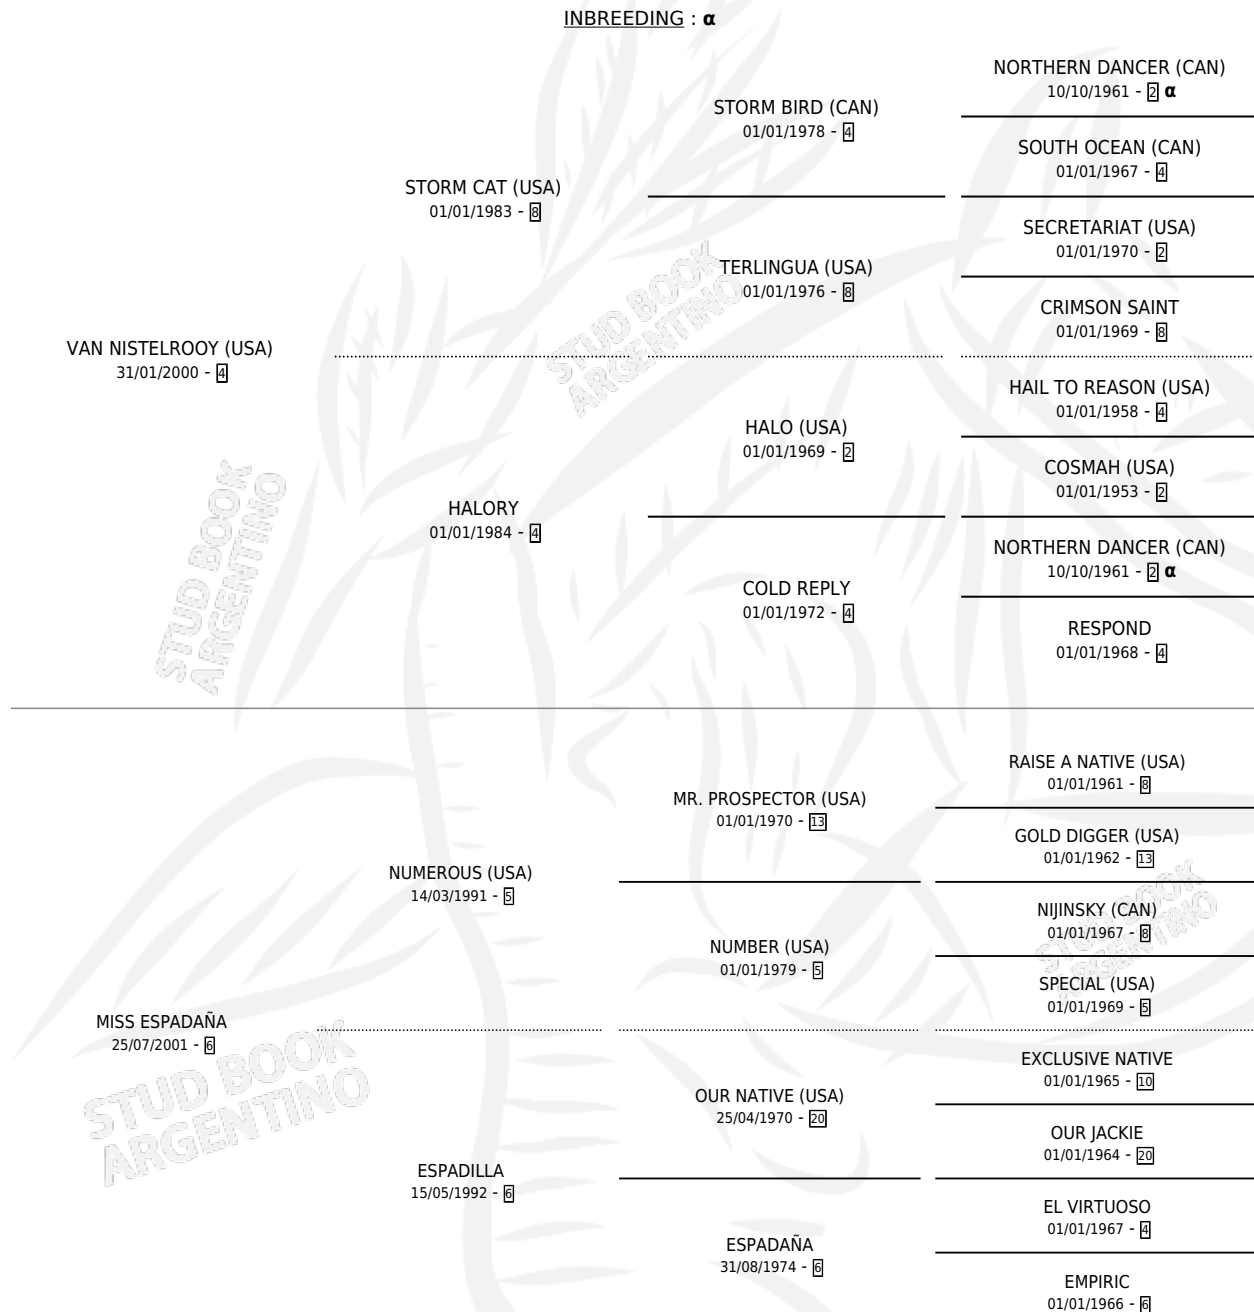 INBREEDING : α
NORTHERN DANCER (CAN)
10/10/1961 - 2 α
STORM BIRD (CAN)
01/01/1978 - 4
SOUTH OCEAN (CAN)
01/01/1967 - 4
STORM CAT (USA)
01/01/1983 - 8
SECRETARIAT (USA)
01/01/1970 - 2
TERLINGUA (USA)
01/01/1976 - 8
CRIMSON SAINT
01/01/1969 - 8
VAN NISTELROOY (USA)
31/01/2000 - 4
HAIL TO REASON (USA)
01/01/1958 - 4
HALO (USA)
01/01/1969 - 2
COSMAH (USA)
01/01/1953 - 2
HALORY
01/01/1984 - 4
NORTHERN DANCER (CAN)
10/10/1961 - 2 α
COLD REPLY
01/01/1972 - 4
RESPOND
01/01/1968 - 4
RAISE A NATIVE (USA)
01/01/1961 - 8
MR. PROSPECTOR (USA)
01/01/1970 - 13
GOLD DIGGER (USA)
01/01/1962 - 13
NUMEROUS (USA)
14/03/1991 - 5
NIJINSKY (CAN)
01/01/1967 - 8
NUMBER (USA)
01/01/1979 - 5
SPECIAL (USA)
01/01/1969 - 5
MISS ESPADAÑA
25/07/2001 - 6
EXCLUSIVE NATIVE
01/01/1965 - 10
OUR NATIVE (USA)
25/04/1970 - 20
OUR JACKIE
01/01/1964 - 20
ESPADILLA
15/05/1992 - 6
EL VIRTUOSO
01/01/1967 - 4
ESPADAÑA
31/08/1974 - 6
EMPIRIC
01/01/1966 - 6
STUD BOOK
ARGENTINO
STUD BOOK
ARGENTINO
STUD BOOK
ARGENTINO
STUD BOOK
ARGENTINO